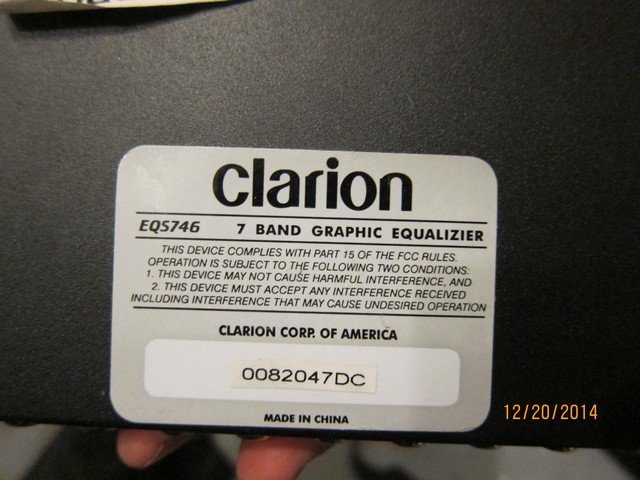 clarion
EQS746 7 BAND GRAPHIC EQUALIZIER
THIS DEVICE COMPLIES WITH PART 15 OF THE FCC RULES.
OPERATION IS SUBJECT TO THE FOLLOWING TWO CONDITIONS:
1. THIS DEVICE MAY NOT CAUSE HARMFUL INTERFERENCE, AND
2. THIS DEVICE MUST ACCEPT ANY INTERFERENCE RECEIVED
INCLUDING INTERFERENCE THAT MAY CAUSE UNDESIRED OPERATION
CLARION CORP. OF AMERICA
0082047DC
MADE IN CHINA
12/20/2014